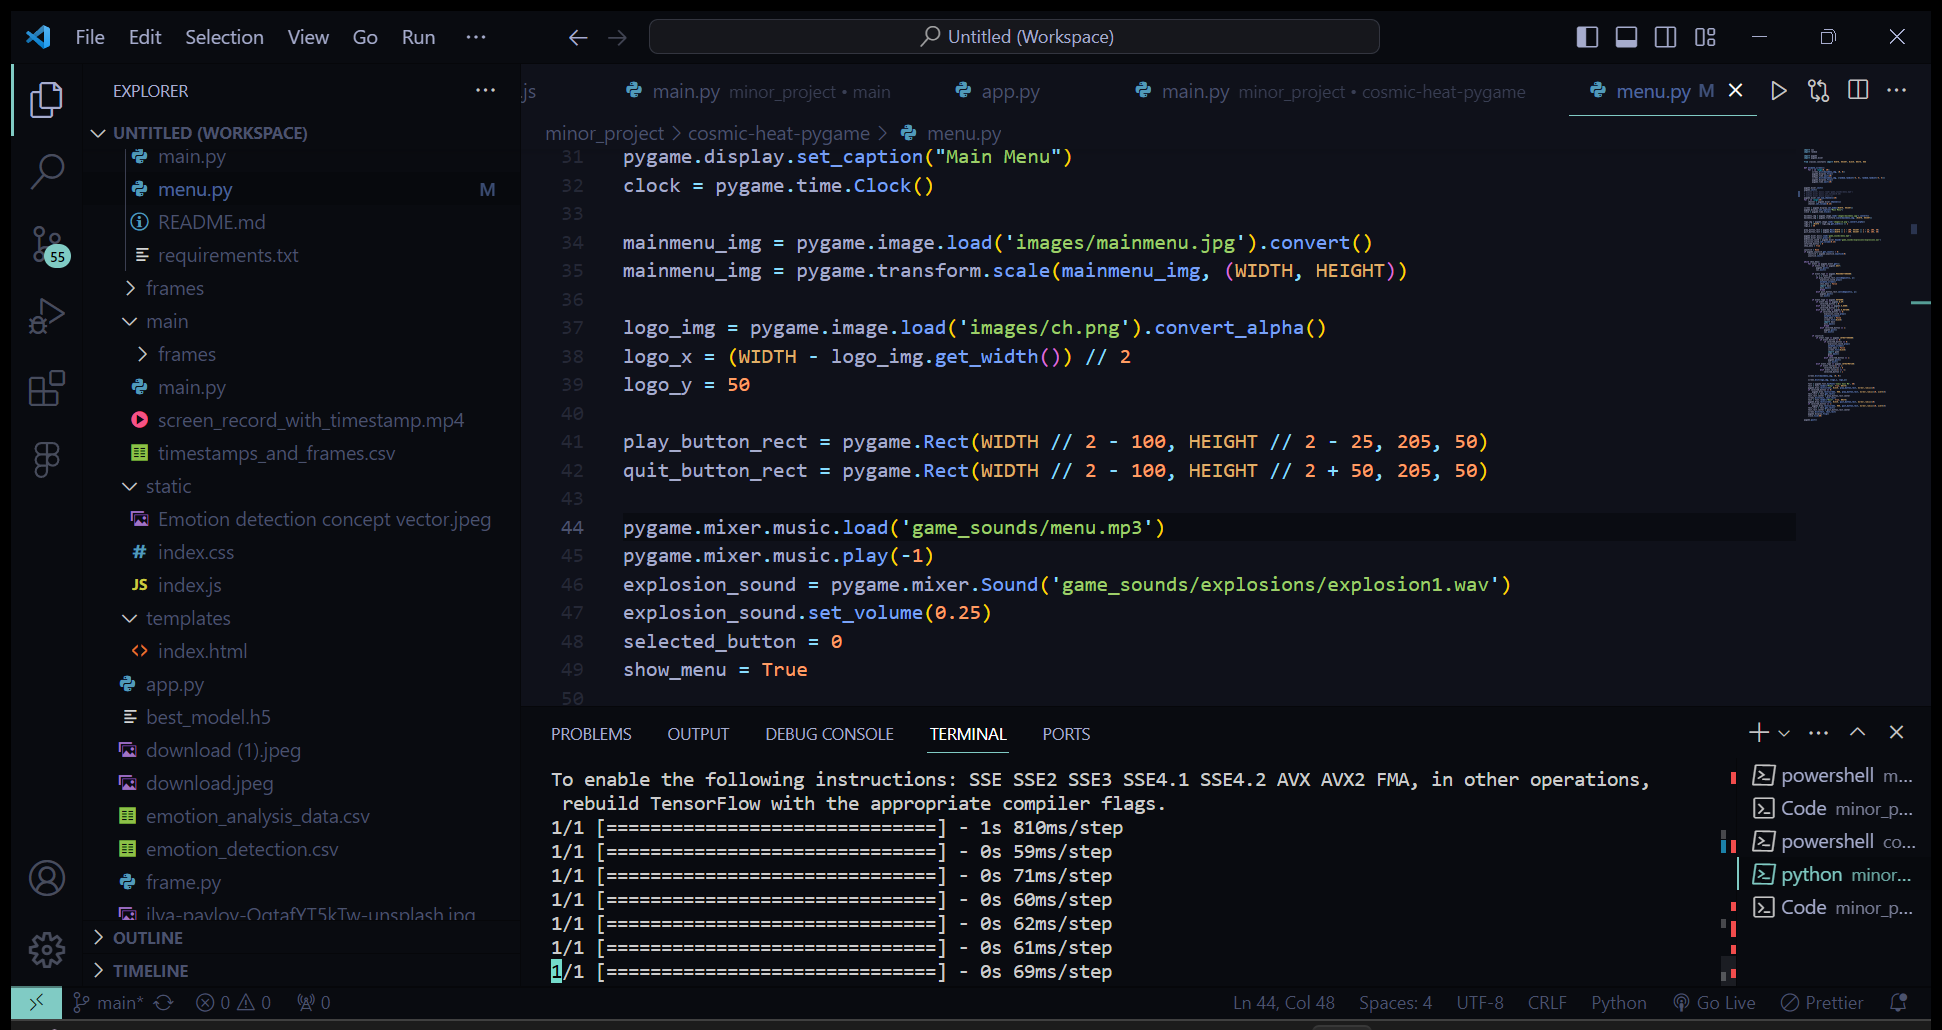 File Edit Selection View Go Run ··· Untitled (Workspace)
EXPLORER ···
UNTITLED (WORKSPACE)
main.py
menu.py M
README.md
requirements.txt
frames
main
frames
main.py
screen_record_with_timestamp.mp4
timestamps_and_frames.csv
static
Emotion detection concept vector.jpeg
# index.css
JS index.js
templates
<> index.html
app.py
best_model.h5
download (1).jpeg
download.jpeg
emotion_analysis_data.csv
emotion_detection.csv
frame.py
ilya-pavlov-OqtafYT5kTw-unsplash.jpg
OUTLINE
TIMELINE
55
.js main.py minor_project • main app.py main.py minor_project • cosmic-heat-pygame menu.py M
minor_project > cosmic-heat-pygame > menu.py
31 pygame.display.set_caption("Main Menu")
32 clock = pygame.time.Clock()
33
34 mainmenu_img = pygame.image.load('images/mainmenu.jpg').convert()
35 mainmenu_img = pygame.transform.scale(mainmenu_img, (WIDTH, HEIGHT))
36
37 logo_img = pygame.image.load('images/ch.png').convert_alpha()
38 logo_x = (WIDTH - logo_img.get_width()) // 2
39 logo_y = 50
40
41 play_button_rect = pygame.Rect(WIDTH // 2 - 100, HEIGHT // 2 - 25, 205, 50)
42 quit_button_rect = pygame.Rect(WIDTH // 2 - 100, HEIGHT // 2 + 50, 205, 50)
43
44 pygame.mixer.music.load('game_sounds/menu.mp3')
45 pygame.mixer.music.play(-1)
46 explosion_sound = pygame.mixer.Sound('game_sounds/explosions/explosion1.wav')
47 explosion_sound.set_volume(0.25)
48 selected_button = 0
49 show_menu = True
50
PROBLEMS OUTPUT DEBUG CONSOLE TERMINAL PORTS
To enable the following instructions: SSE SSE2 SSE3 SSE4.1 SSE4.2 AVX AVX2 FMA, in other operations,
rebuild TensorFlow with the appropriate compiler flags.
1/1 [==============================] - 1s 810ms/step
1/1 [==============================] - 0s 59ms/step
1/1 [==============================] - 0s 71ms/step
1/1 [==============================] - 0s 60ms/step
1/1 [==============================] - 0s 62ms/step
1/1 [==============================] - 0s 61ms/step
1/1 [==============================] - 0s 69ms/step
powershell m...
Code minor_p...
powershell co...
python minor...
Code minor_p...
main* 0 0 0 Ln 44, Col 48 Spaces: 4 UTF-8 CRLF Python Go Live Prettier